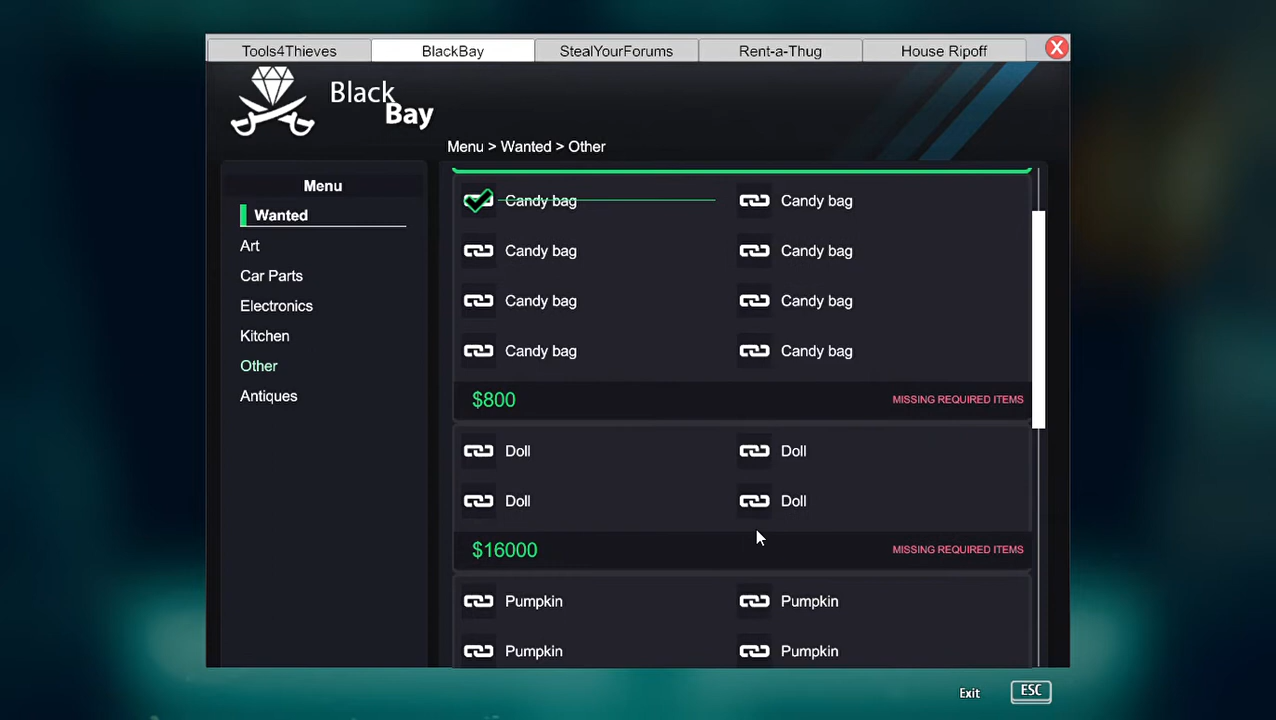 Tools4Thieves
BlackBay
StealYourForums
Rent-a-Thug
House Ripoff
X
Black
Bay
Menu > Wanted > Other
Menu
Wanted
Art
Car Parts
Electronics
Kitchen
Other
Antiques
Candy bag
Candy bag
Candy bag
Candy bag
Candy bag
Candy bag
Candy bag
Candy bag
$800
MISSING REQUIRED ITEMS
Doll
Doll
Doll
Doll
$16000
MISSING REQUIRED ITEMS
Pumpkin
Pumpkin
Pumpkin
Pumpkin
Exit
ESC